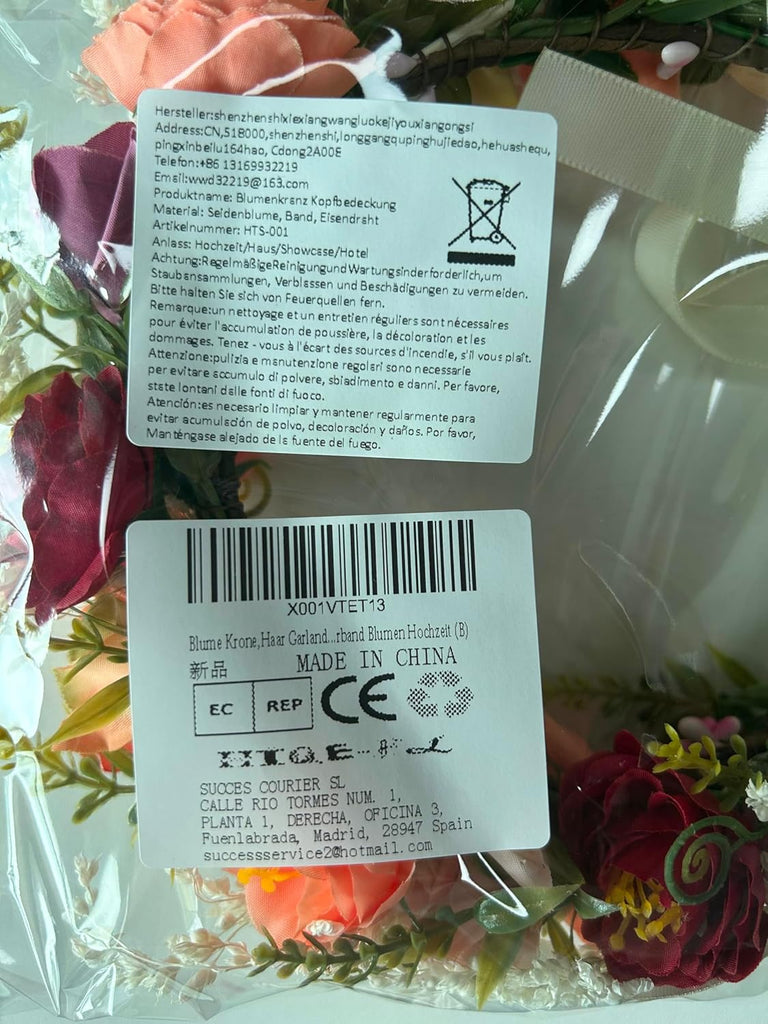 Hersteller:shenzhenshixiexiangwangluokejiyouxiangongsi
Address:CN,518000,shenzhenshi,longgangqupinghujiedao,hehuashequ,
pingxinbeilu164hao, Cdong2A008
Telefon:+86 13169932219
Email:wwd32219@163.com
Produktname: Blumenkranz Kopfbedeckung
Material: Seidenblume, Band, Eisendraht
Artikelnummer: HTS-001
Anlass: Hochzeit/Haus/Showcase/Hotel
Achtung:RegelmäßigeReinigungundWartungsinderforderlich,um
Staubansammlungen, Verblassen und Beschädigungen zu vermeiden.
Bitte halten Sie sich von Feuerquellen fern.
Remarque:un nettoyage et un entretien réguliers sont nécessaires
pour éviter l'accumulation de poussière, la décoloration et les
dommages. Tenez - vous à l'écart des sources d'incendie, s'il vous plaît.
Attenzione:pulizia e manutenzione regolari sono necessarie
per evitare accumulo di polvere, sbiadimento e danni. Per favore,
state lontani dalle fonti di fuoco.
Atención:es necesario limpiar y mantener regularmente para
evitar acumulación de polvo, decoloración y daños. Por favor,
Manténgase alejado de la fuente del fuego.
X001VTET13
Blume Krone,Haar Garland...rband Blumen Hochzeit (B)
新品 MADE IN CHINA
EC REP CE
SUCCES COURIER SL
CALLE RIO TORMES NUM. 1,
PLANTA 1, DERECHA, OFICINA 3,
Fuenlabrada, Madrid, 28947 Spain
successservice2@hotmail.com